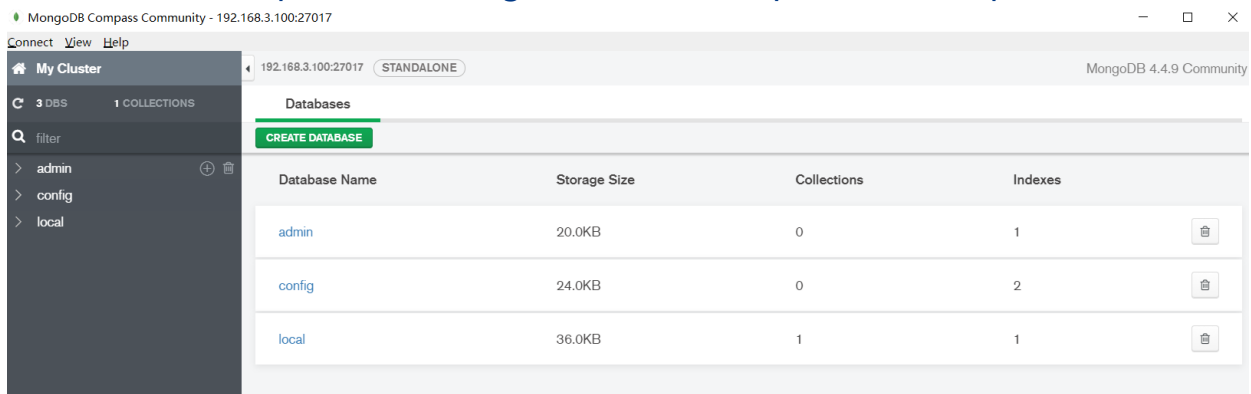 MongoDB Compass Community - 192.168.3.100:27017
Connect View Help
My Cluster
192.168.3.100:27017 STANDALONE
MongoDB 4.4.9 Community
3 DBS 1 COLLECTIONS
Databases
filter
CREATE DATABASE
admin
config
local
Database Name Storage Size Collections Indexes
admin 20.0KB 0 1
config 24.0KB 0 2
local 36.0KB 1 1